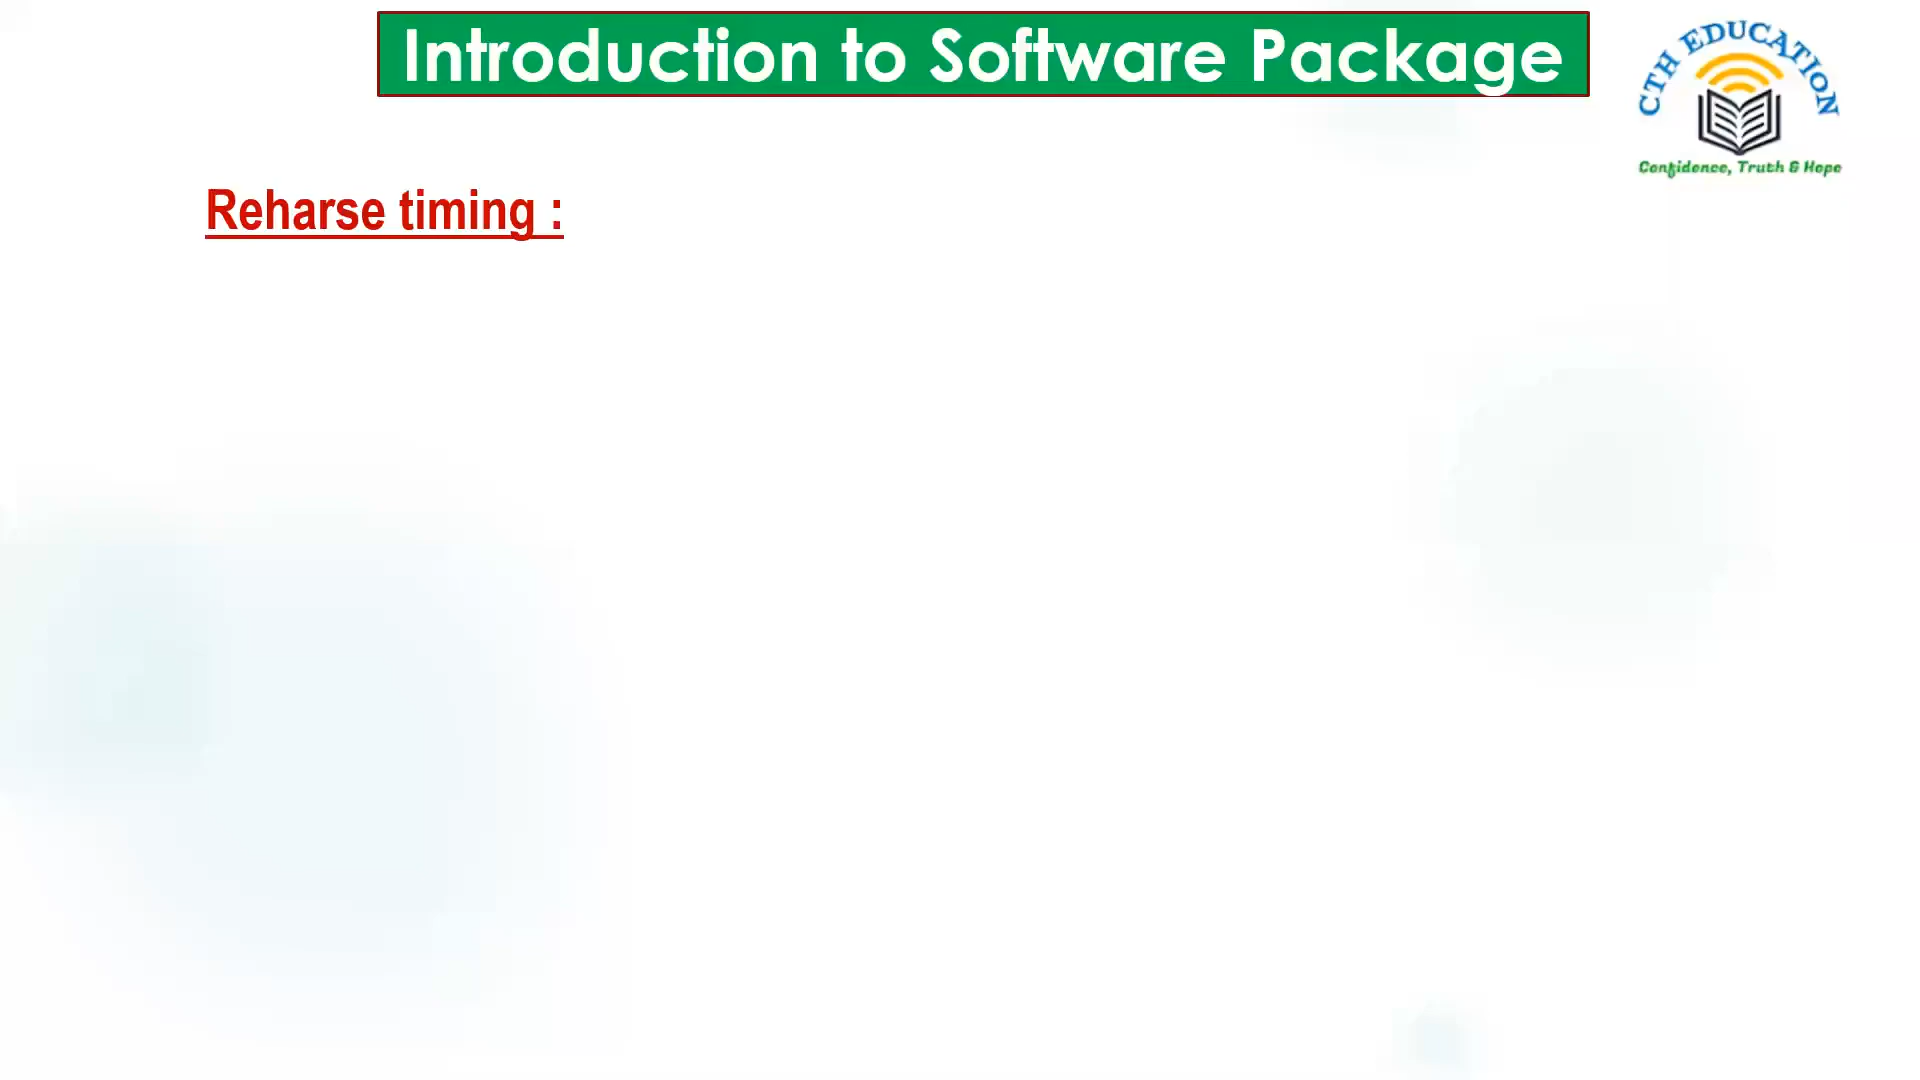 Introduction to Software Package
CTH EDUCATION
Confidence, Truth & Hope
Reharse timing :